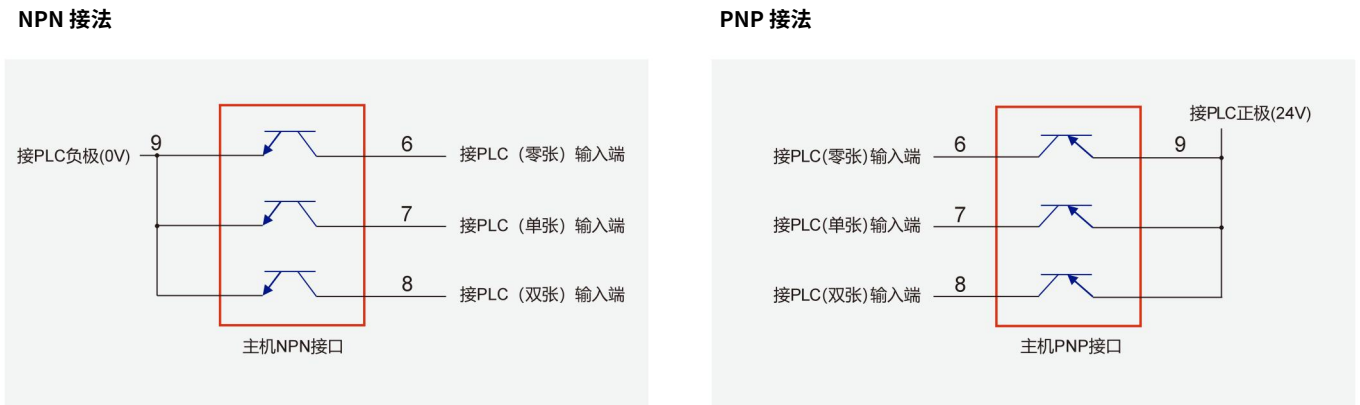 NPN 接法
接PLC负极(0V)
9
6
接PLC（零张）输入端
7
接PLC（单张）输入端
8
接PLC（双张）输入端
主机NPN接口
PNP 接法
接PLC正极(24V)
接PLC(零张)输入端
6
9
接PLC(单张)输入端
7
接PLC(双张)输入端
8
主机PNP接口